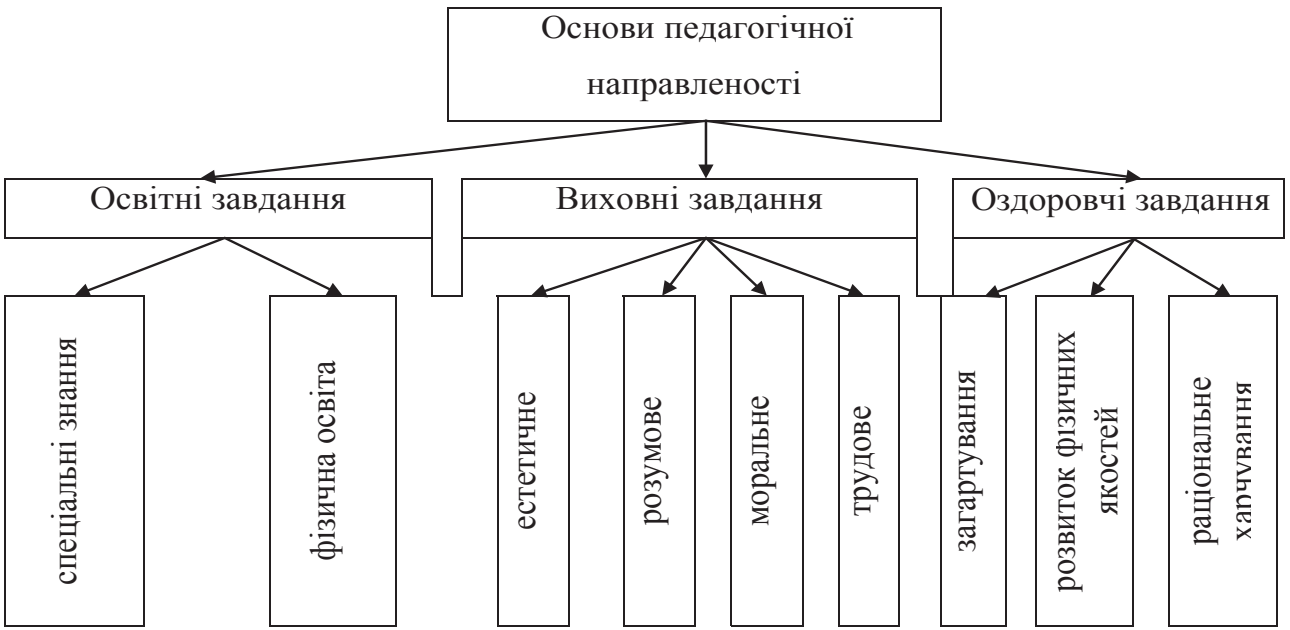 Основи педагогічної
направленості
Освітні завдання
Виховні завдання
Оздоровчі завдання
спеціальні знання
фізична освіта
естетичне
розумове
моральне
трудове
загартування
розвиток фізичних
якостей
раціональне
харчування